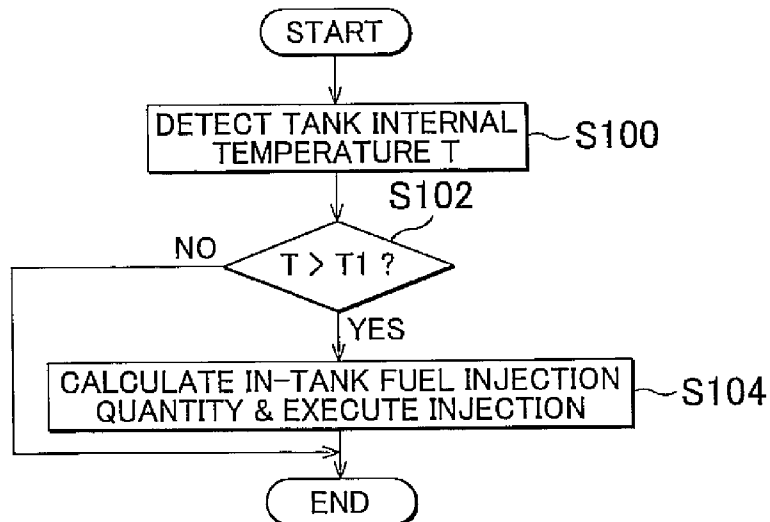 START
DETECT TANK INTERNAL
TEMPERATURE T
S100
S102
NO
T > T1 ?
YES
CALCULATE IN-TANK FUEL INJECTION
QUANTITY & EXECUTE INJECTION
S104
END